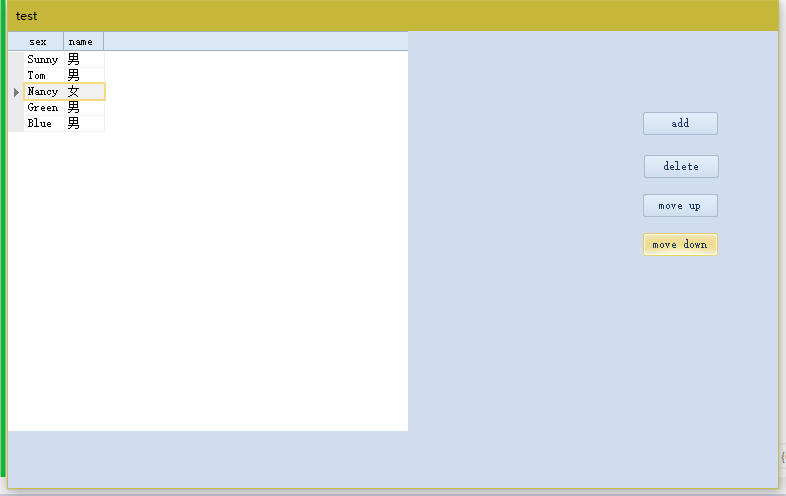 test
sex name
Sunny 男
Tom 男
Nancy 女
Green 男
Blue 男
add
delete
move up
move down
{